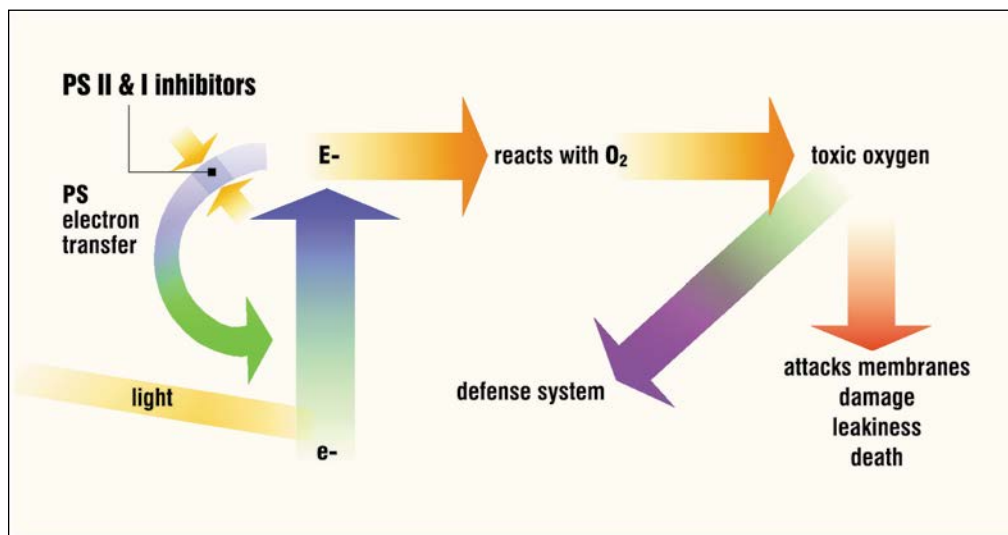 PS II & I inhibitors
E-
reacts with O₂
toxic oxygen
PS
electron
transfer
light
e-
defense system
attacks membranes
damage
leakiness
death